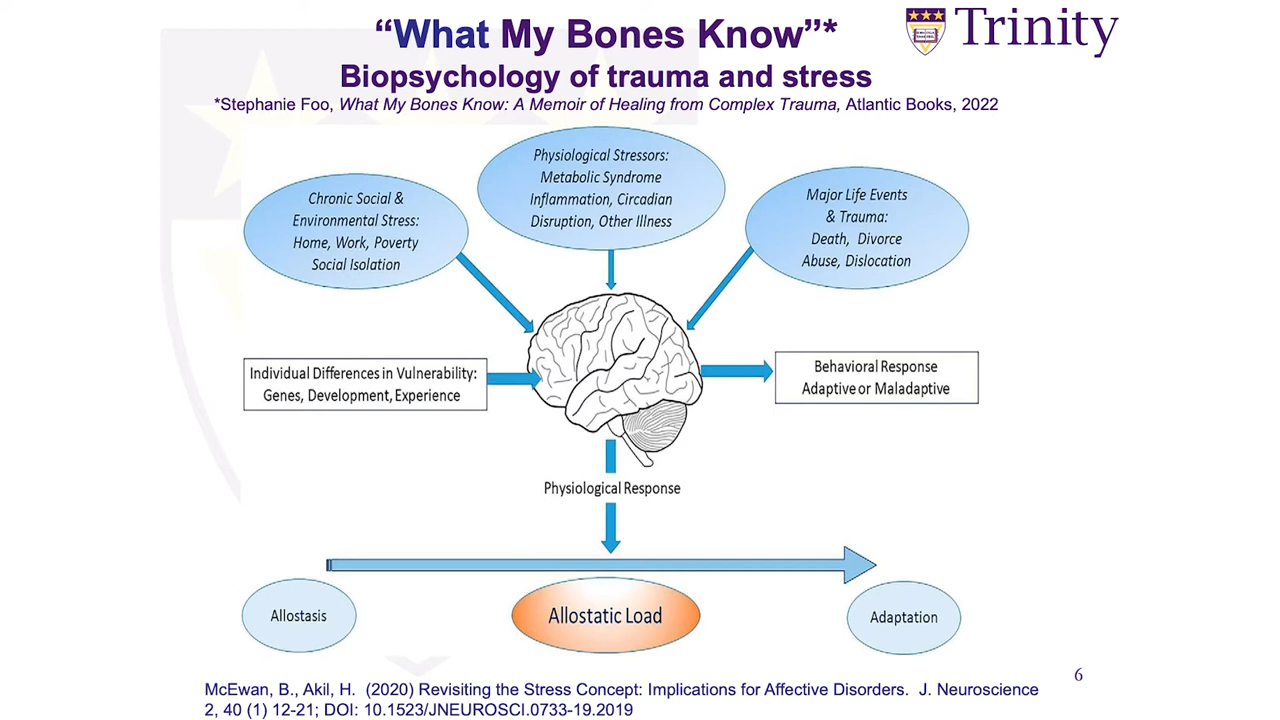 “What My Bones Know”*
Trinity
Biopsychology of trauma and stress
*Stephanie Foo, What My Bones Know: A Memoir of Healing from Complex Trauma, Atlantic Books, 2022
Chronic Social &
Environmental Stress:
Home, Work, Poverty
Social Isolation
Physiological Stressors:
Metabolic Syndrome
Inflammation, Circadian
Disruption, Other Illness
Major Life Events
& Trauma:
Death, Divorce
Abuse, Dislocation
Individual Differences in Vulnerability:
Genes, Development, Experience
Behavioral Response
Adaptive or Maladaptive
Physiological Response
Allostasis
Allostatic Load
Adaptation
6
McEwan, B., Akil, H. (2020) Revisiting the Stress Concept: Implications for Affective Disorders. J. Neuroscience
2, 40 (1) 12-21; DOI: 10.1523/JNEUROSCI.0733-19.2019